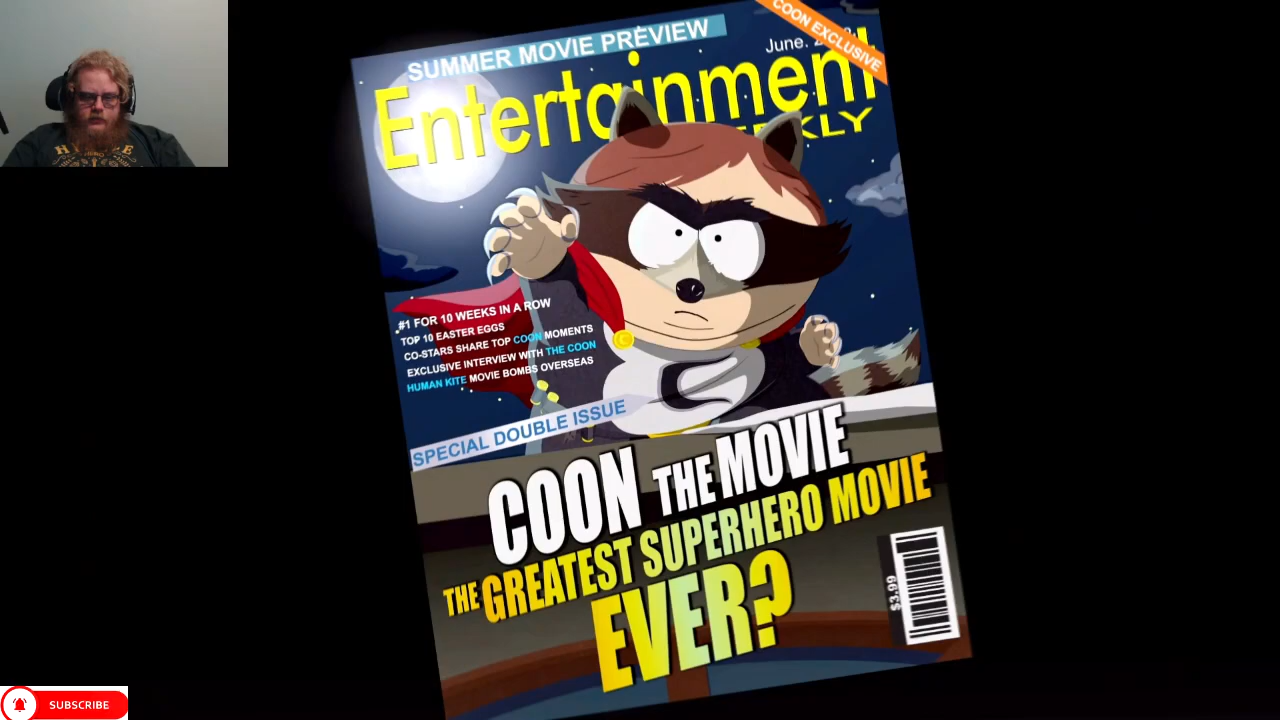 SUMMER MOVIE PREVIEW
COON EXCLUSIVE
June.
Entertainment
WEEKLY
#1 FOR 10 WEEKS IN A ROW
TOP 10 EASTER EGGS
CO-STARS SHARE TOP COON MOMENTS
EXCLUSIVE INTERVIEW WITH THE COON
HUMAN KITE MOVIE BOMBS OVERSEAS
SPECIAL DOUBLE ISSUE
COON THE MOVIE
THE GREATEST SUPERHERO MOVIE
EVER?
$3.99
SUBSCRIBE